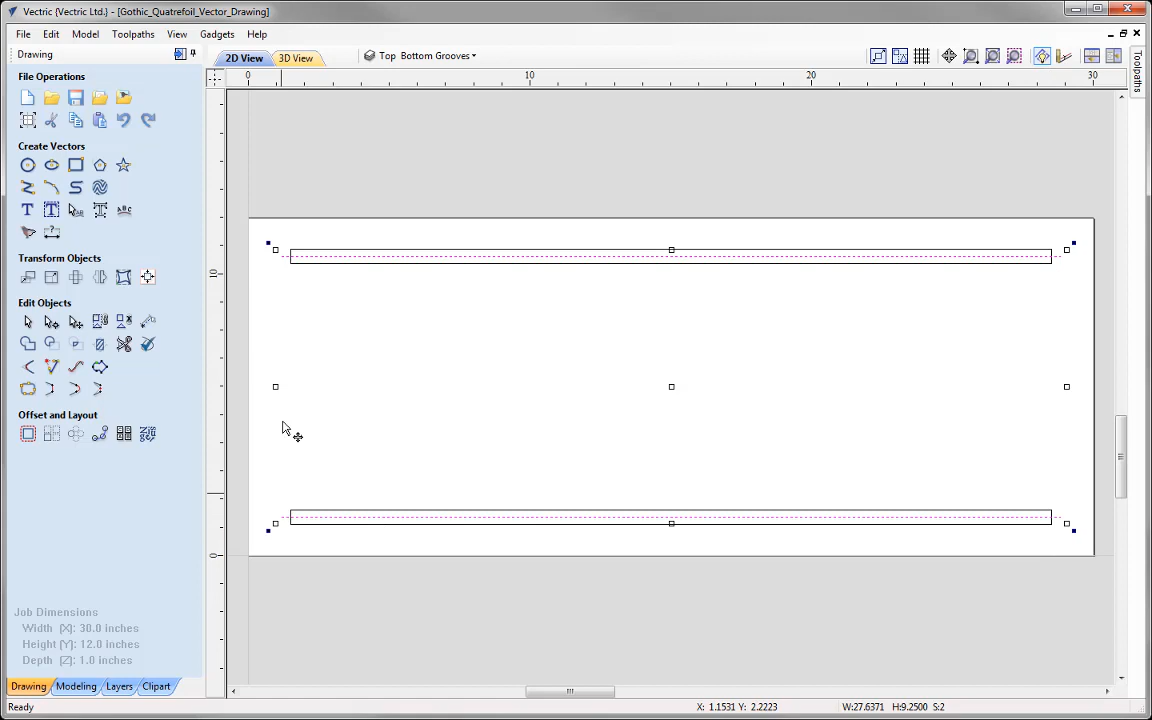 Vectric {Vectric Ltd.} - [Gothic_Quatrefoil_Vector_Drawing]
File Edit Model Toolpaths View Gadgets Help
Drawing
2D View 3D View Top Bottom Grooves
Toolpaths
File Operations
0 10 20 30
Create Vectors
Transform Objects
10
Edit Objects
Offset and Layout
0
Job Dimensions
Width (X): 30.0 inches
Height (Y): 12.0 inches
Depth (Z): 1.0 inches
Drawing Modeling Layers Clipart
Ready X: 1.1531 Y: 2.2223 W:27.6371 H:9.2500 S:2